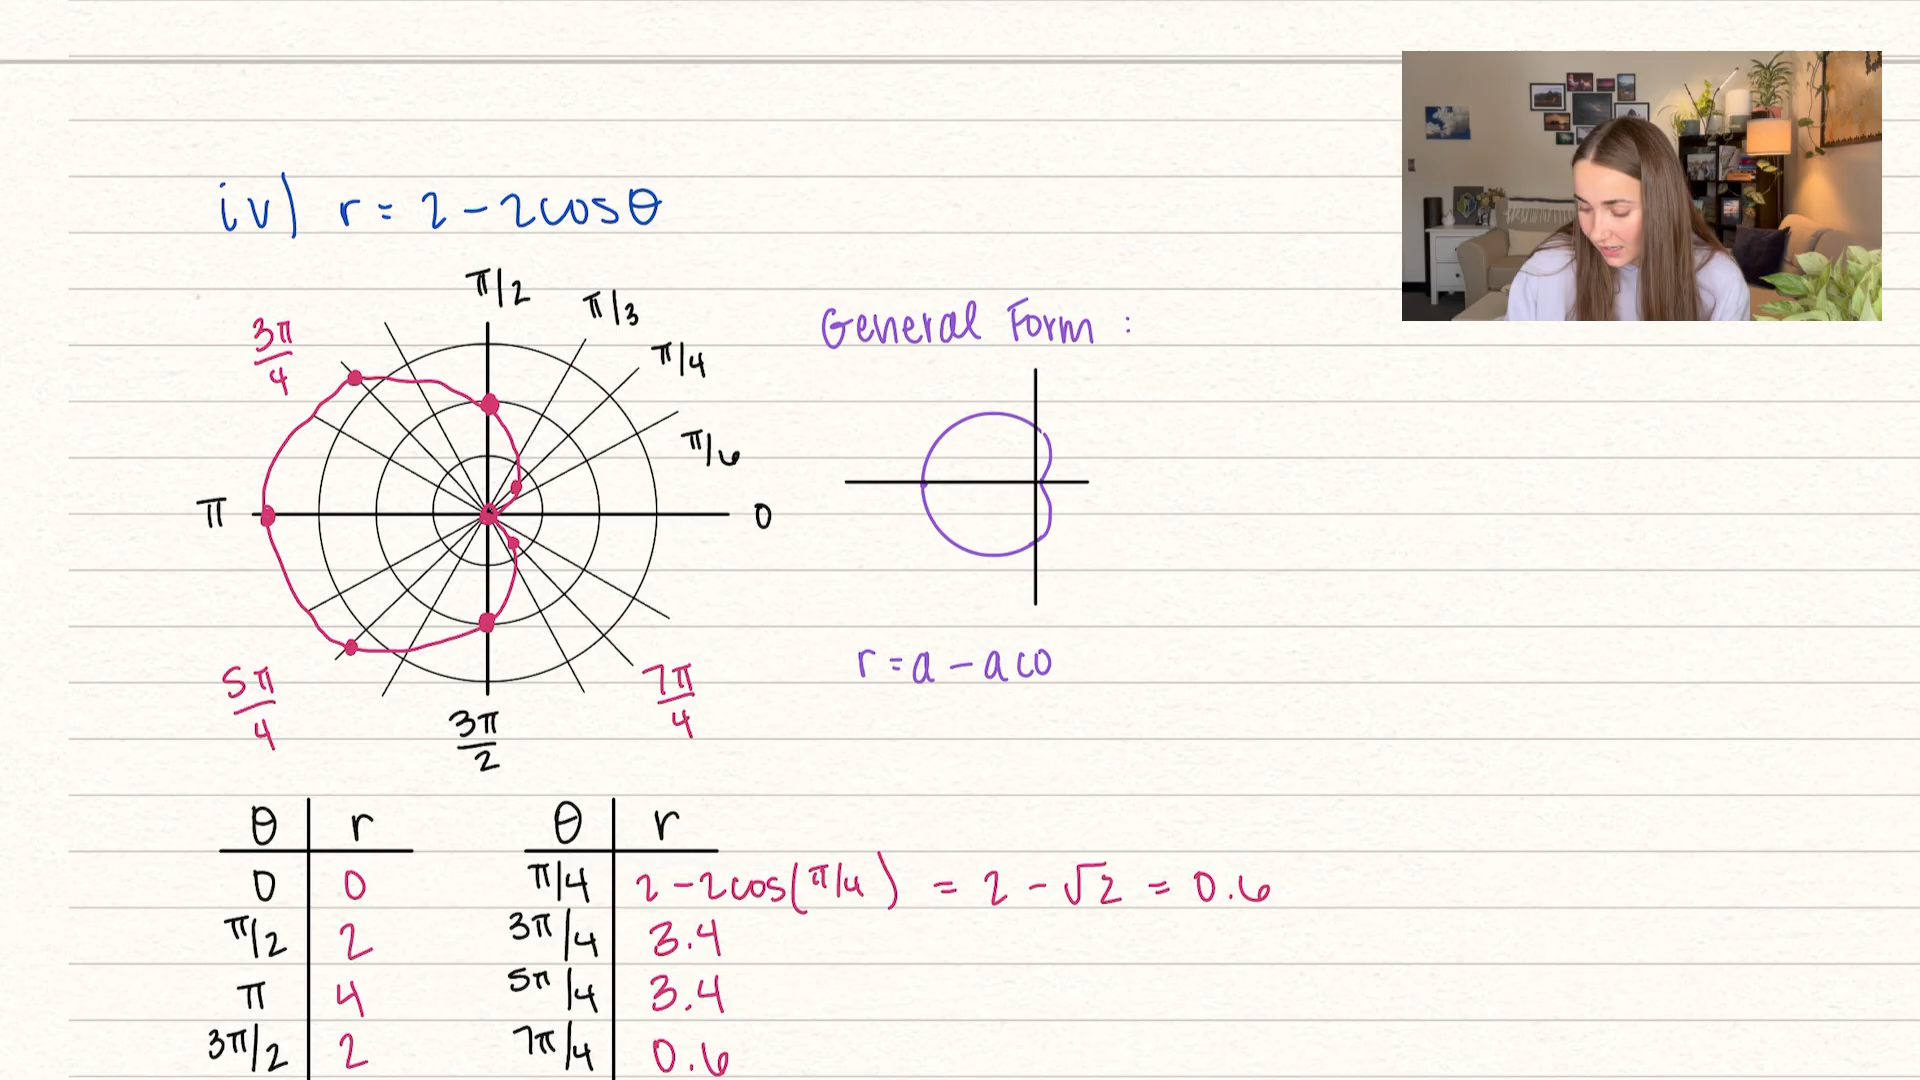 iv) r = 2 - 2cosθ
π/2
π/3
3π/4
π/4
π/6
π
0
5π/4
7π/4
3π/2
General Form :
r = a - a co
θ r
0 0
π/2 2
π 4
3π/2 2
θ r
π/4 2 - 2cos(π/4) = 2 - √2 = 0.6
3π/4 3.4
5π/4 3.4
7π/4 0.6